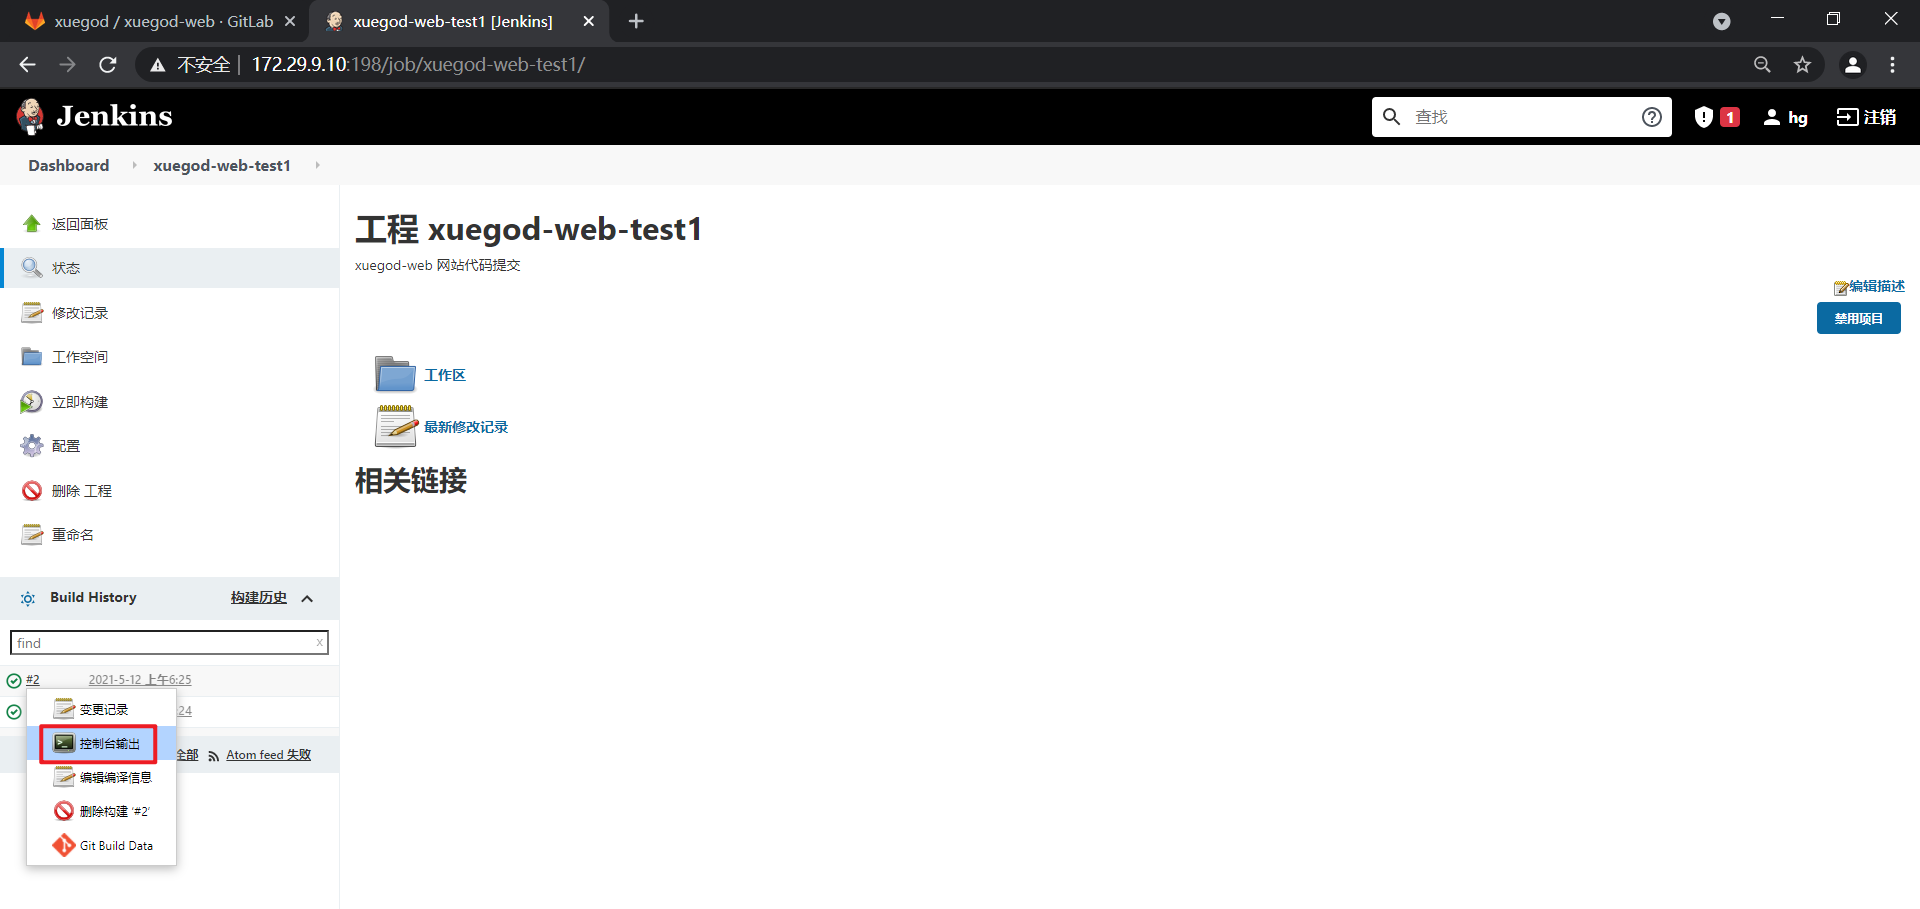 xuegod / xuegod-web · GitLab
xuegod-web-test1 [Jenkins]
不安全
172.29.9.10:198/job/xuegod-web-test1/
Jenkins
查找
1
hg
注销
Dashboard
xuegod-web-test1
返回面板
状态
修改记录
工作空间
立即构建
配置
删除 工程
重命名
工程 xuegod-web-test1
xuegod-web 网站代码提交
编辑描述
禁用项目
工作区
最新修改记录
相关链接
Build History
构建历史
find
x
#2
2021-5-12 上午6:25
24
全部
Atom feed 失败
变更记录
控制台输出
编辑编译信息
删除构建 ‘#2’
Git Build Data